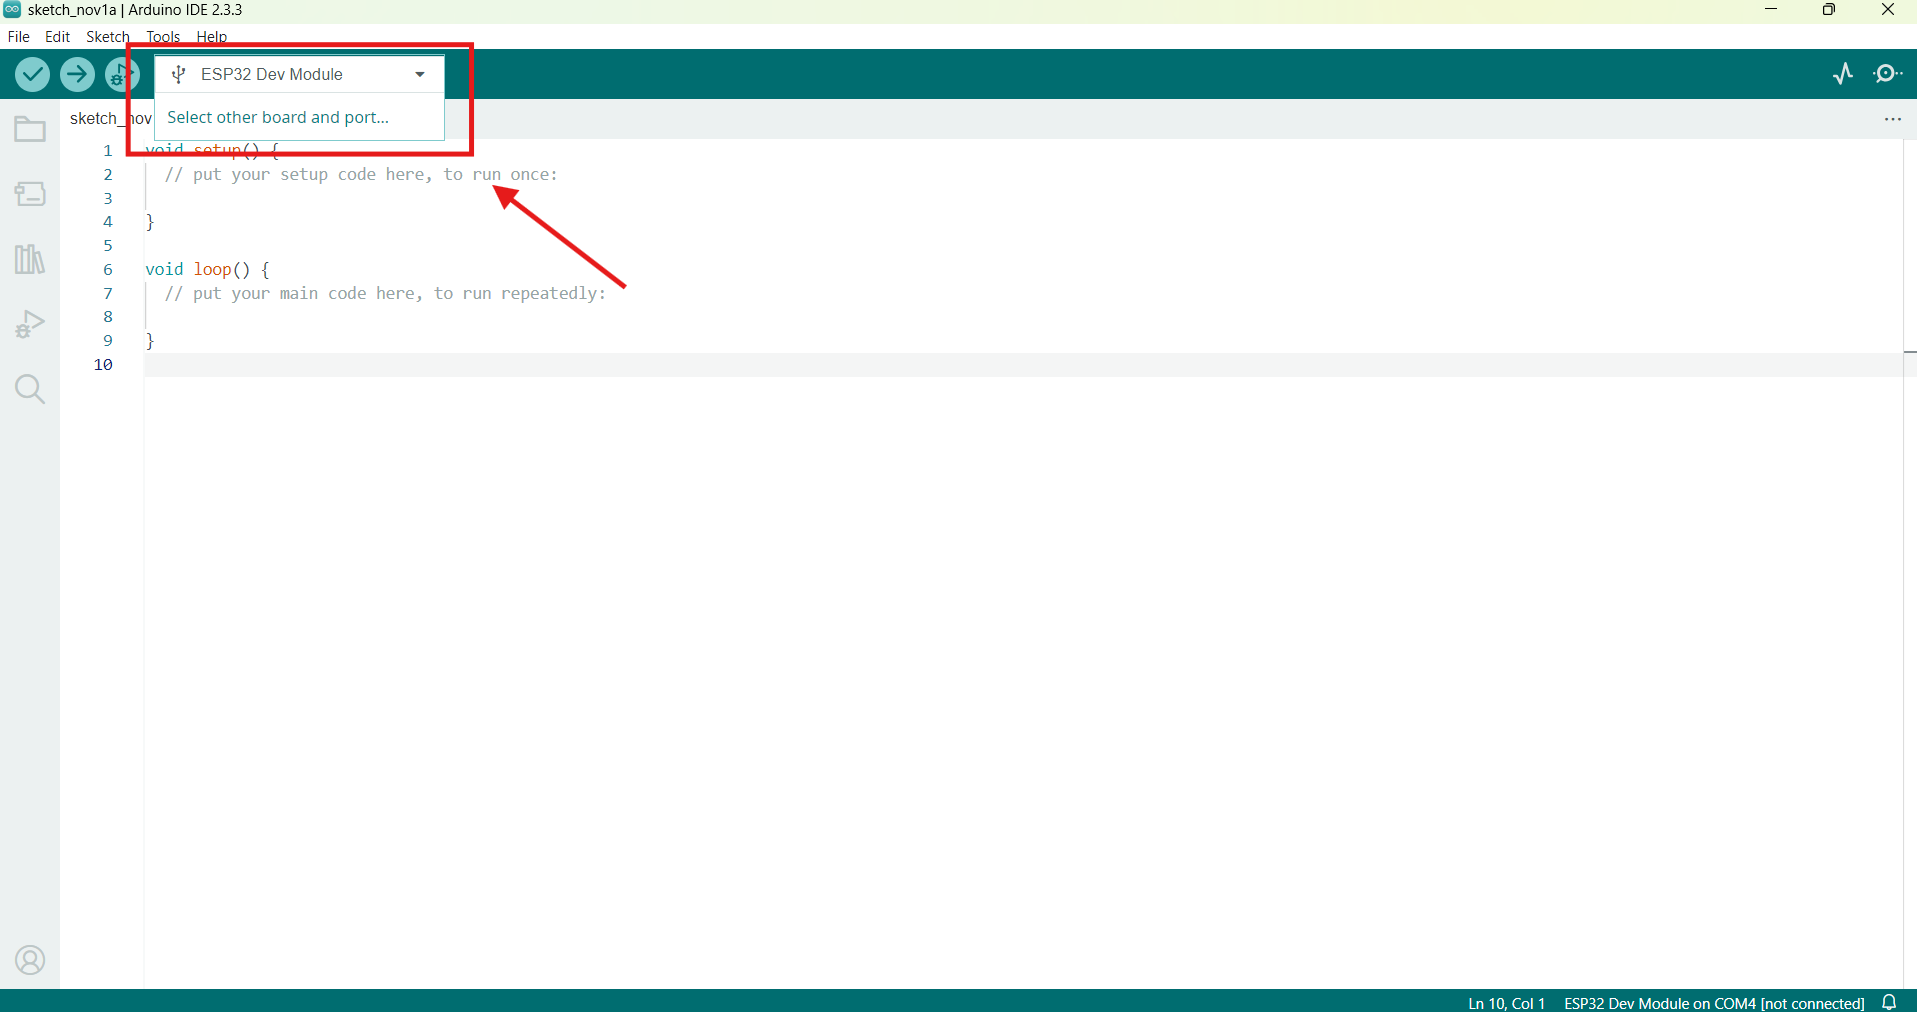 sketch_nov1a | Arduino IDE 2.3.3
File Edit Sketch Tools Help
ESP32 Dev Module
Select other board and port...
sketch_nov
1 void setup() {
2 // put your setup code here, to run once:
3
4 }
5
6 void loop() {
7 // put your main code here, to run repeatedly:
8
9 }
10
Ln 10, Col 1 ESP32 Dev Module on COM4 [not connected]